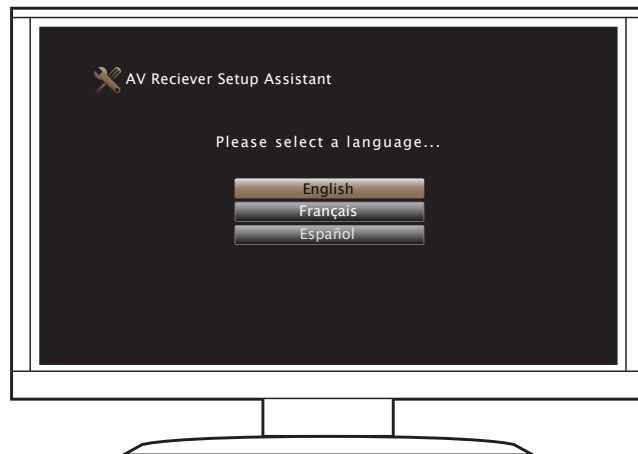 AV Reciever Setup Assistant
Please select a language...
English
Français
Español